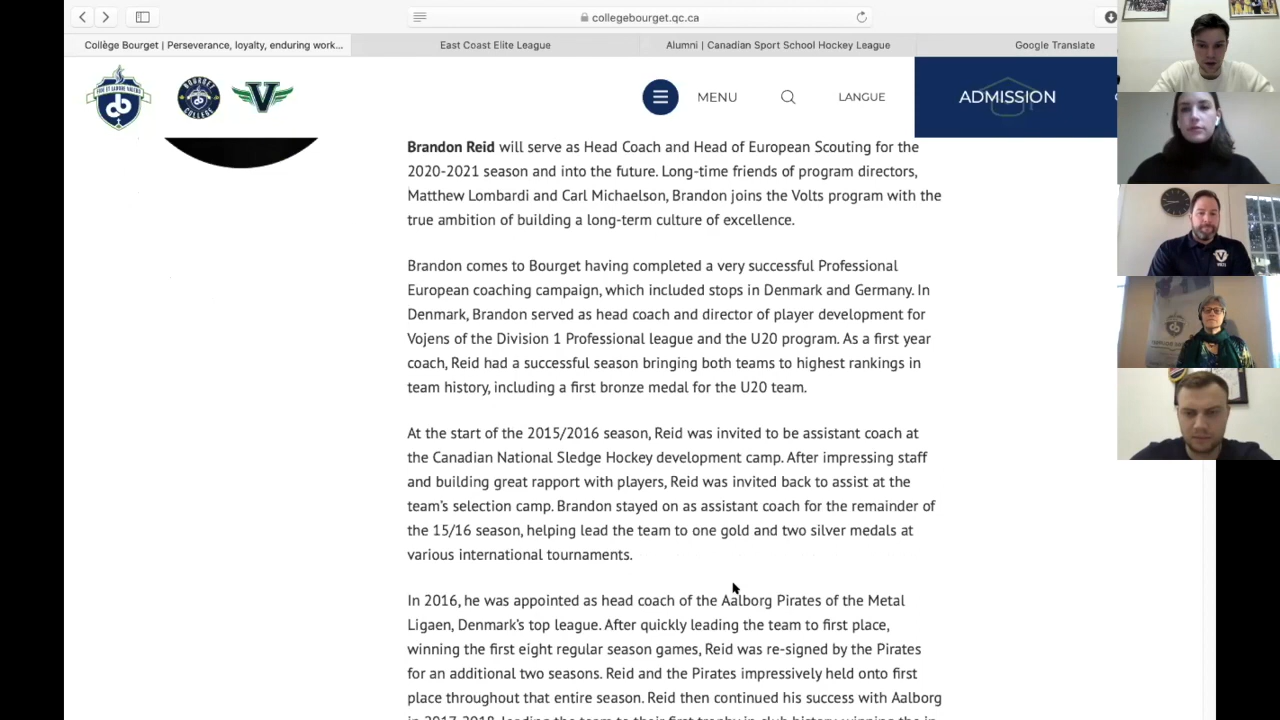 collegebourget.qc.ca
Collège Bourget | Perseverance, loyalty, enduring work...
East Coast Elite League
Alumni | Canadian Sport School Hockey League
Google Translate
MENU
LANGUE
ADMISSION
Brandon Reid will serve as Head Coach and Head of European Scouting for the
2020-2021 season and into the future. Long-time friends of program directors,
Matthew Lombardi and Carl Michaelson, Brandon joins the Volts program with the
true ambition of building a long-term culture of excellence.
Brandon comes to Bourget having completed a very successful Professional
European coaching campaign, which included stops in Denmark and Germany. In
Denmark, Brandon served as head coach and director of player development for
Vojens of the Division 1 Professional league and the U20 program. As a first year
coach, Reid had a successful season bringing both teams to highest rankings in
team history, including a first bronze medal for the U20 team.
At the start of the 2015/2016 season, Reid was invited to be assistant coach at
the Canadian National Sledge Hockey development camp. After impressing staff
and building great rapport with players, Reid was invited back to assist at the
team's selection camp. Brandon stayed on as assistant coach for the remainder of
the 15/16 season, helping lead the team to one gold and two silver medals at
various international tournaments.
In 2016, he was appointed as head coach of the Aalborg Pirates of the Metal
Ligaen, Denmark's top league. After quickly leading the team to first place,
winning the first eight regular season games, Reid was re-signed by the Pirates
for an additional two seasons. Reid and the Pirates impressively held onto first
place throughout that entire season. Reid then continued his success with Aalborg